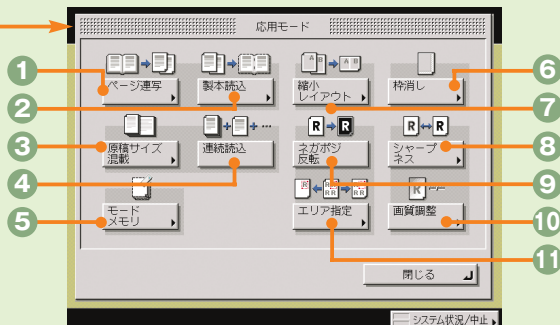 応用モード
ページ連写
製本読込
縮小
レイアウト
枠消し
原稿サイズ
混載
連続読込
ネガポジ
反転
シャープ
ネス
モード
メモリ
エリア指定
画質調整
閉じる
システム状況/中止
1
2
3
4
5
6
7
8
9
10
11